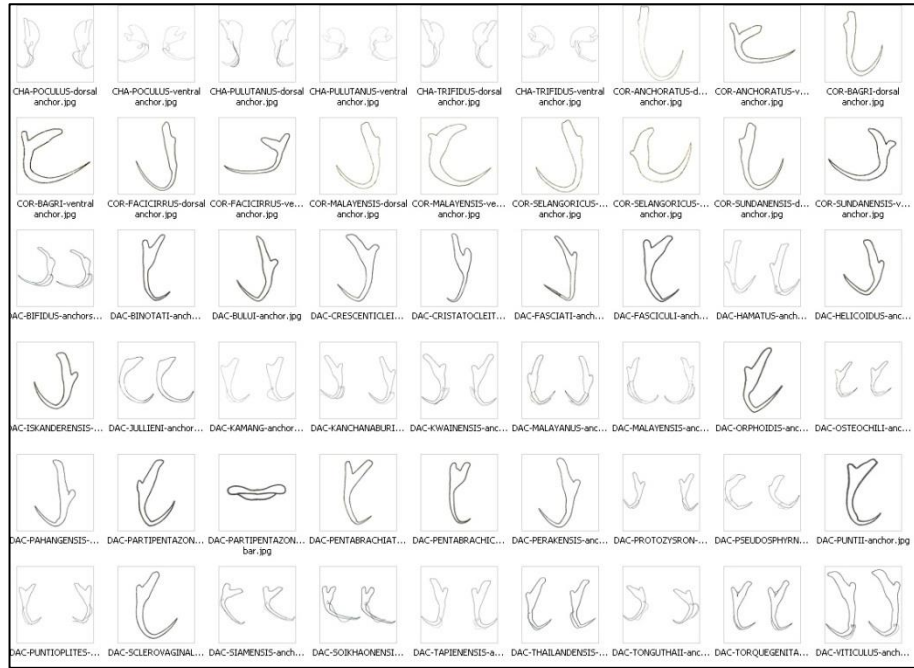 CHA-POCULUS-dorsal anchor.jpg
CHA-POCULUS-ventral anchor.jpg
CHA-PULUTANUS-dorsal anchor.jpg
CHA-PULUTANUS-ventral anchor.jpg
CHA-TRIFIDUS-dorsal anchor.jpg
CHA-TRIFIDUS-ventral anchor.jpg
COR-ANCHORATUS-d... anchor.jpg
COR-ANCHORATUS-v... anchor.jpg
COR-BAGRI-dorsal anchor.jpg
COR-BAGRI-ventral anchor.jpg
COR-FACICIRRUS-dorsal anchor.jpg
COR-FACICIRRUS-ve... anchor.jpg
COR-MALAYENSIS-dorsal anchor.jpg
COR-MALAYENSIS-ve... anchor.jpg
COR-SELANGORICUS-... anchor.jpg
COR-SELANGORICUS-... anchor.jpg
COR-SUNDANENSIS-d... anchor.jpg
COR-SUNDANENSIS-v... anchor.jpg
DAC-BIFIDUS-anchors...
DAC-BINOTATI-anch...
DAC-BULUI-anchor.jpg
DAC-CRESCENTICLEI...
DAC-CRISTATOCLEIT...
DAC-FASCIATI-anch...
DAC-FASCICULI-anch...
DAC-HAMATUS-anch...
DAC-HELICOIDUS-anc...
DAC-ISKANDERENSIS-...
DAC-JULLIENI-anchor...
DAC-KAMANG-anchor...
DAC-KANCHANABURI...
DAC-KWAINENSIS-anc...
DAC-MALAYANUS-anc...
DAC-MALAYENSIS-anc...
DAC-ORPHOIDIS-anc...
DAC-OSTEOCHILI-anc...
DAC-PAHANGENSIS-...
DAC-PARTIPENTAZON...
DAC-PARTIPENTAZON... bar.jpg
DAC-PENTABRACHIAT...
DAC-PENTABRACHIC...
DAC-PERAKENSIS-anc...
DAC-PROTOZYSRON-...
DAC-PSEUDOSPHYRN...
DAC-PUNTII-anchor.jpg
DAC-PUNTIOPLITES-...
DAC-SCLEROVAGINAL...
DAC-SIAMENSIS-anch...
DAC-SOIKHAONENSI...
DAC-TAPIENENSIS-a...
DAC-THAILANDENSIS-...
DAC-TONGUTHAII-anc...
DAC-TORQUEGENITA...
DAC-VITICULUS-anch...